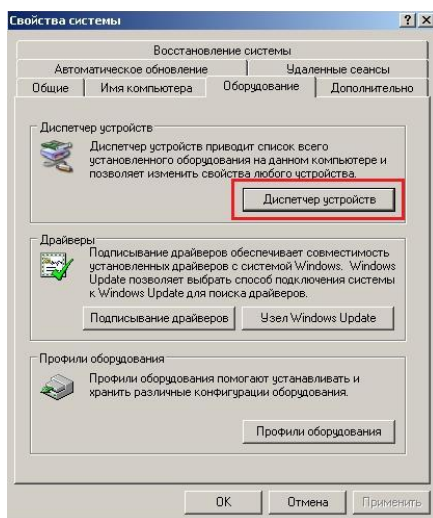 Свойства системы
Восстановление системы
Автоматическое обновление
Удаленные сеансы
Общие
Имя компьютера
Оборудование
Дополнительно
Диспетчер устройств
Диспетчер устройств приводит список всего
установленного оборудования на данном компьютере и
позволяет изменить свойства любого устройства.
Диспетчер устройств
Драйверы
Подписывание драйверов обеспечивает совместимость
установленных драйверов с системой Windows. Windows
Update позволяет выбрать способ подключения системы
к Windows Update для поиска драйверов.
Подписывание драйверов
Узел Windows Update
Профили оборудования
Профили оборудования помогают устанавливать и
хранить различные конфигурации оборудования.
Профили оборудования
OK
Отмена
Применить